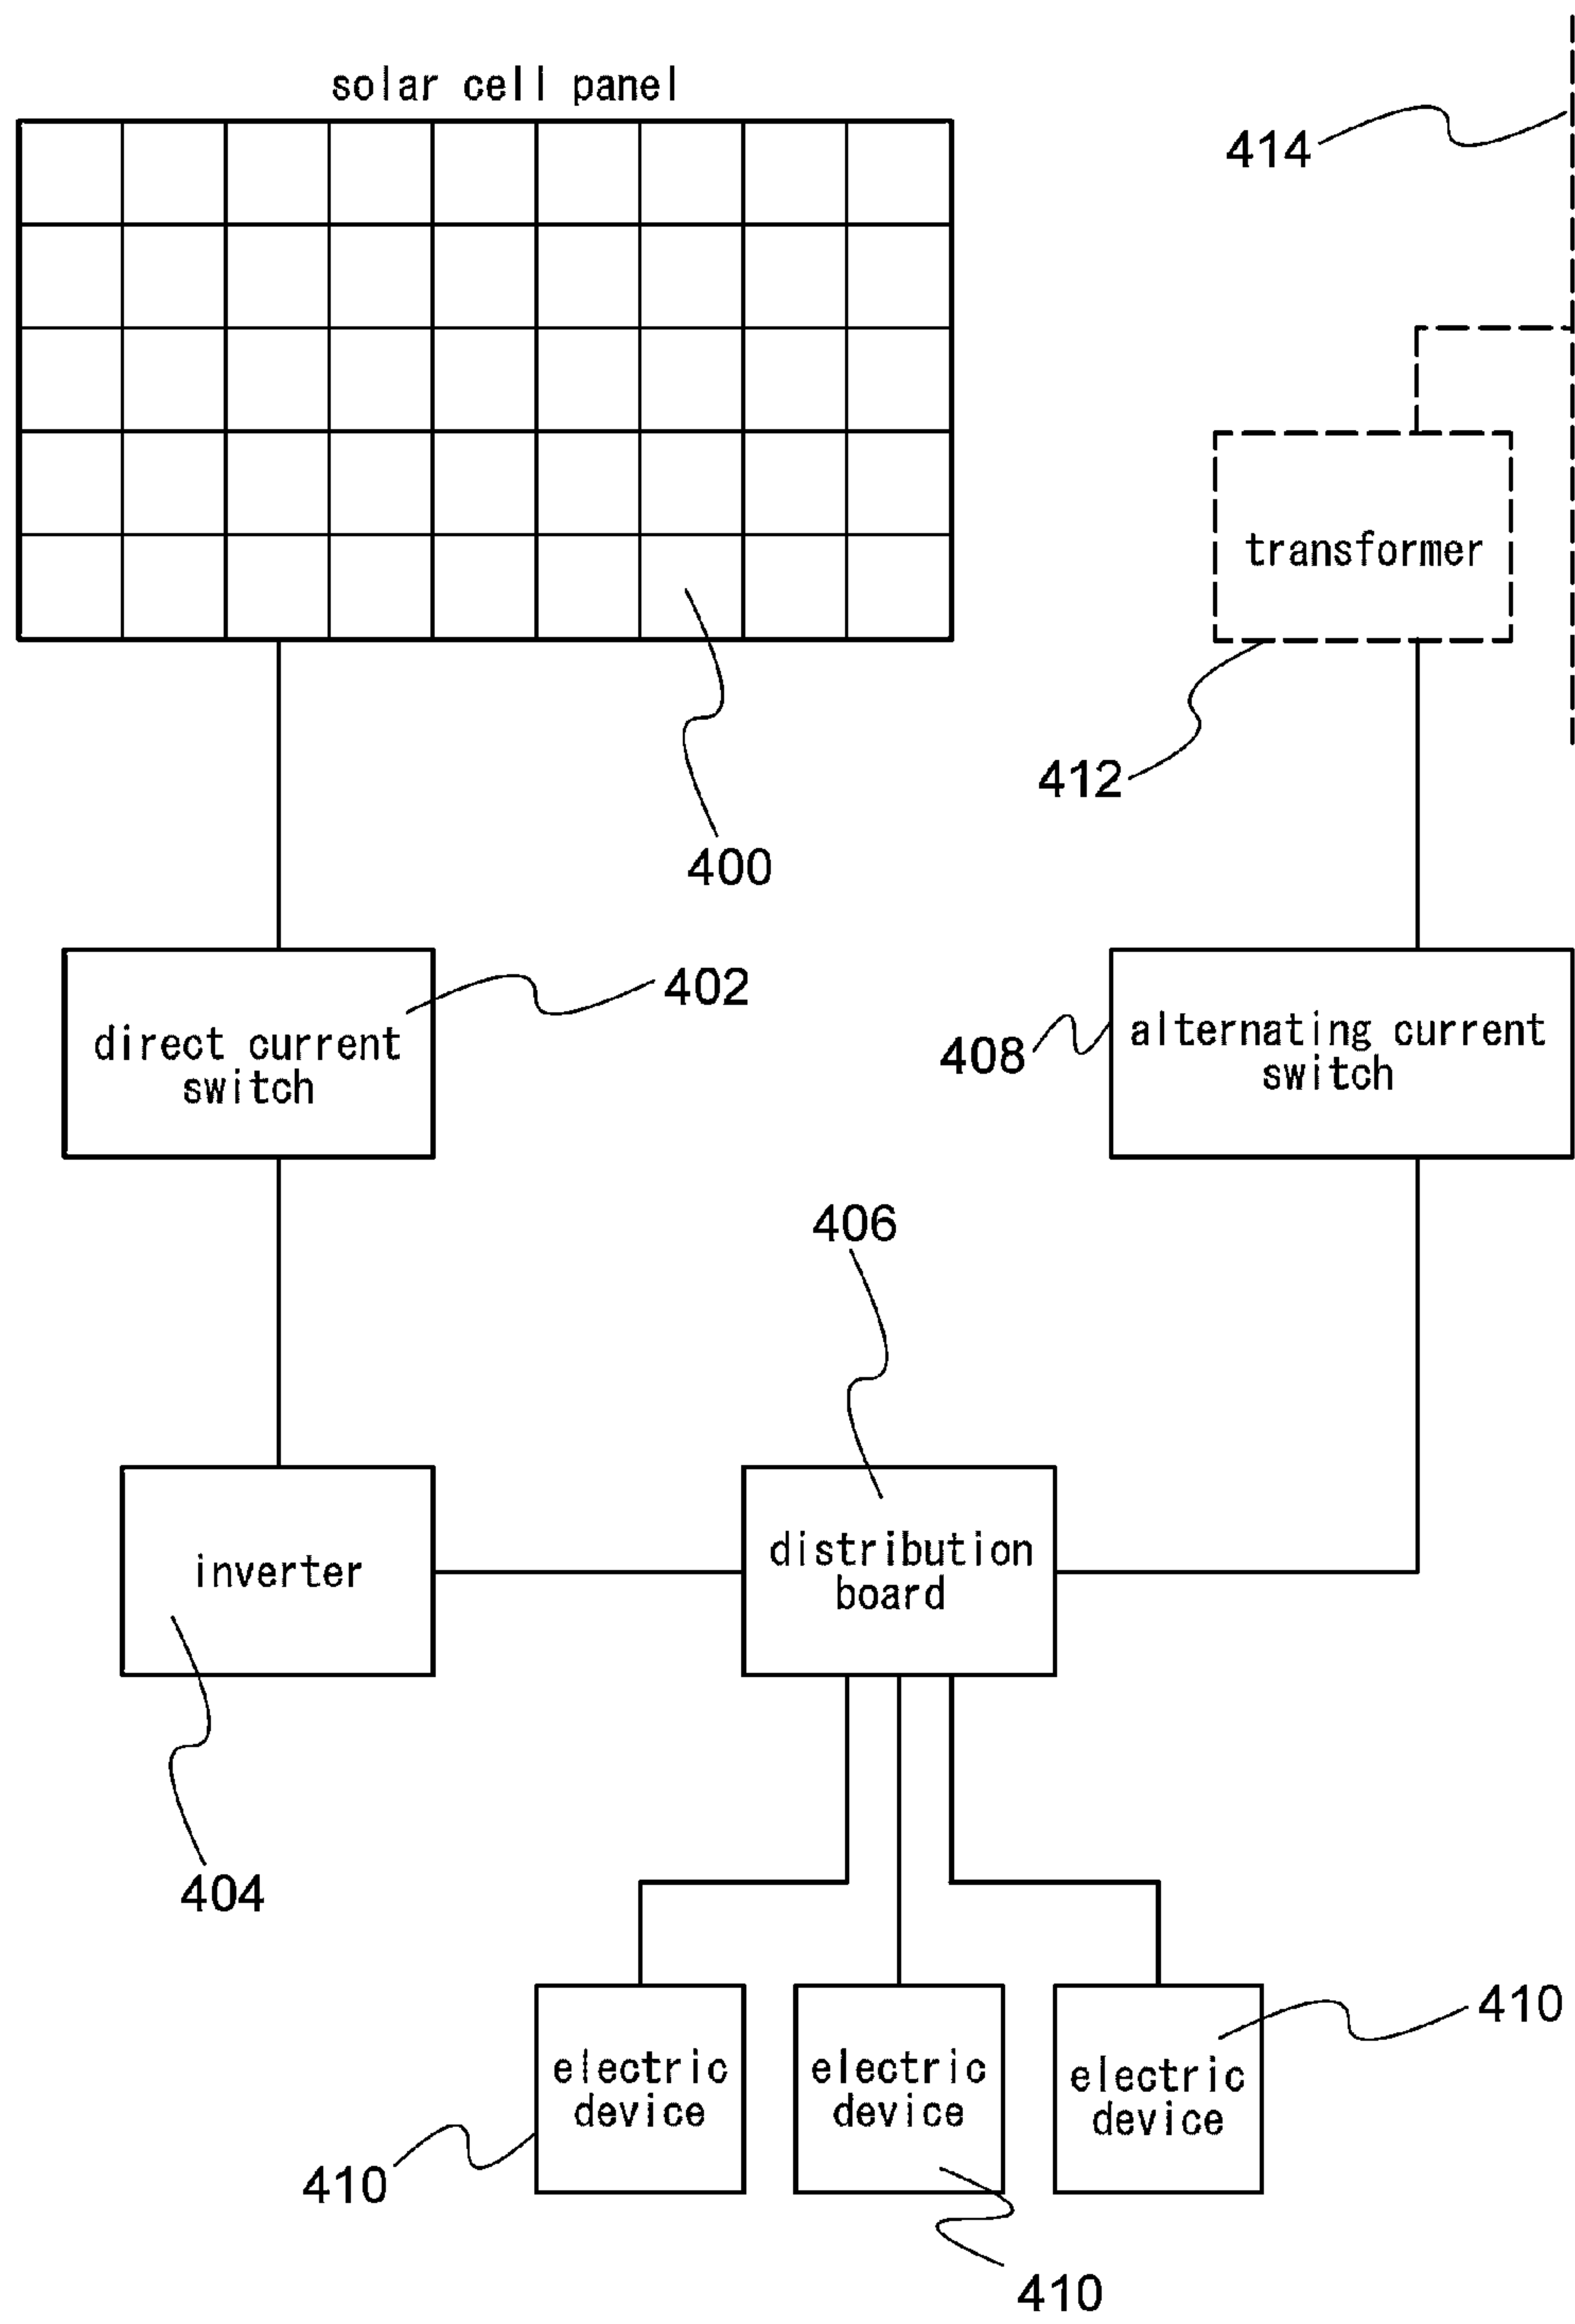 solar cell panel
414
transformer
412
400
402
direct current
switch
408
alternating current
switch
406
inverter
distribution
board
404
410
electric
device
electric
device
electric
device
410
410